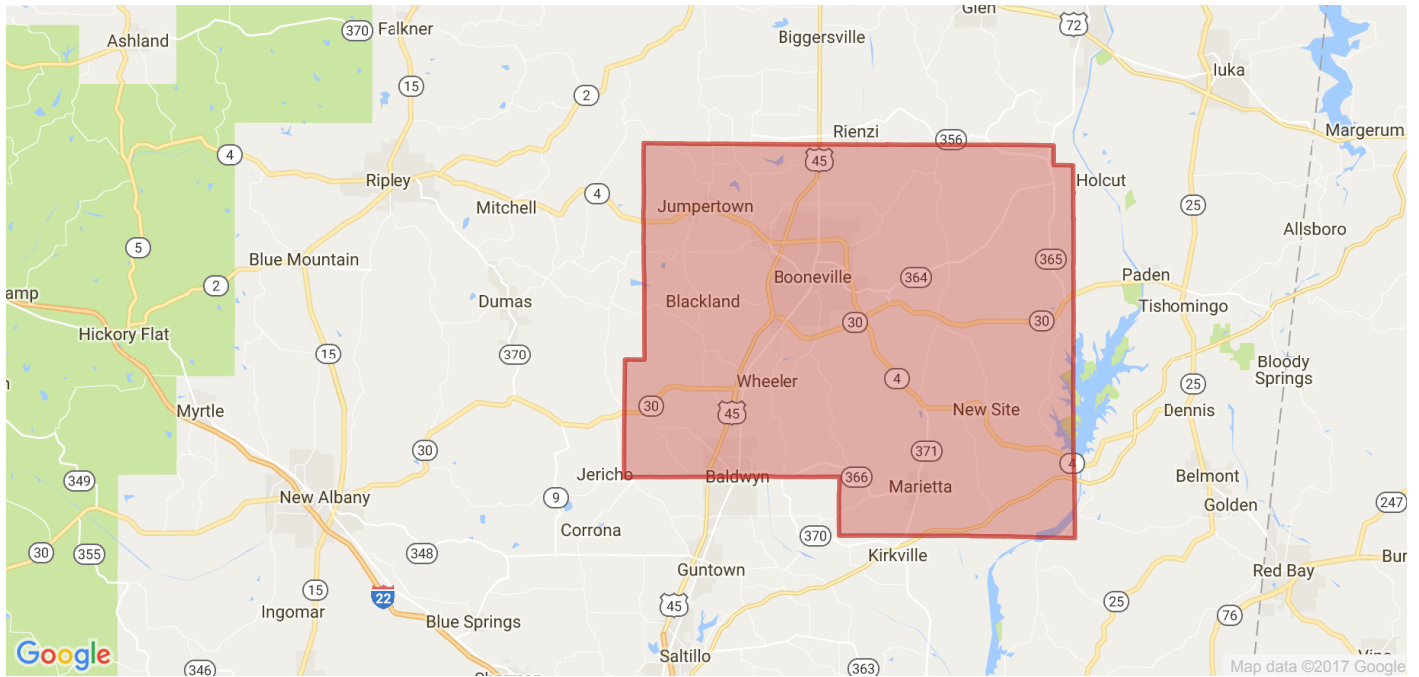 Glen
370
Falkner
Biggersville
72
Ashland
Iuka
15
2
Rienzi
356
Margerum
4
45
Ripley
Holcut
4
Mitchell
Jumpertown
25
5
Allsboro
Blue Mountain
365
Paden
2
Booneville
364
amp
Dumas
Blackland
Tishomingo
Hickory Flat
30
30
15
370
Bloody
Springs
Wheeler
4
25
30
45
New Site
Dennis
Myrtle
30
371
4
349
Jericho
Baldwyn
366
Marietta
Belmont
New Albany
9
Golden
247
Corrona
370
30
355
348
Kirkville
Bur
Guntown
Red Bay
15
22
45
25
76
Ingomar
Blue Springs
Google
Saltillo
346
363
Map data ©2017 Google